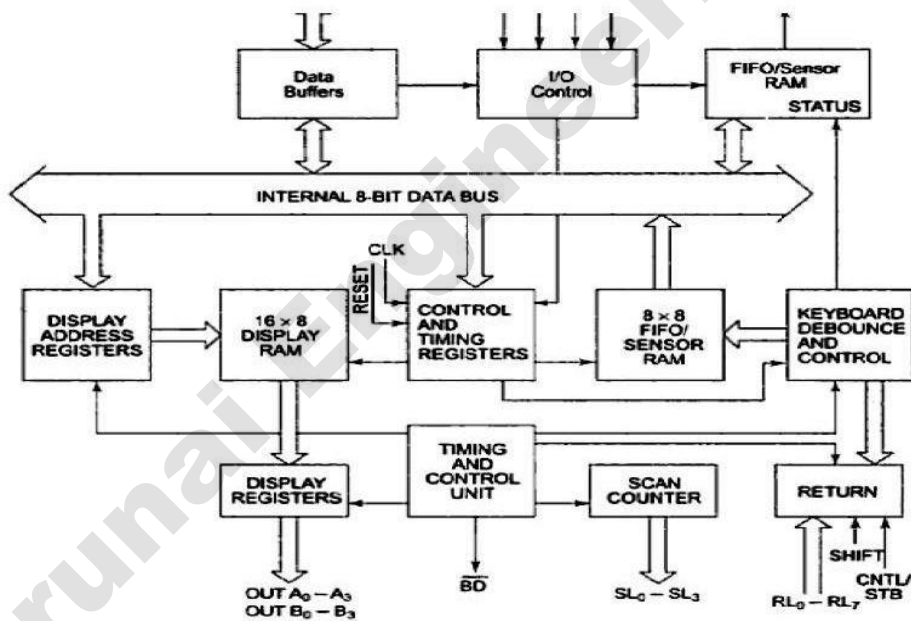 Data
Buffers
I/O
Control
FIFO/Sensor
RAM
STATUS
INTERNAL 8-BIT DATA BUS
CLK
RESET
DISPLAY
ADDRESS
REGISTERS
16 × 8
DISPLAY
RAM
CONTROL
AND
TIMING
REGISTERS
8 × 8
FIFO/
SENSOR
RAM
KEYBOARD
DEBOUNCE
AND
CONTROL
DISPLAY
REGISTERS
TIMING
AND
CONTROL
UNIT
SCAN
COUNTER
RETURN
OUT A₀ – A₃
OUT B₀ – B₃
B̅D̅
SL₀ – SL₃
RL₀ – RL₇
SHIFT
CNTL/
STB
runai Engineer